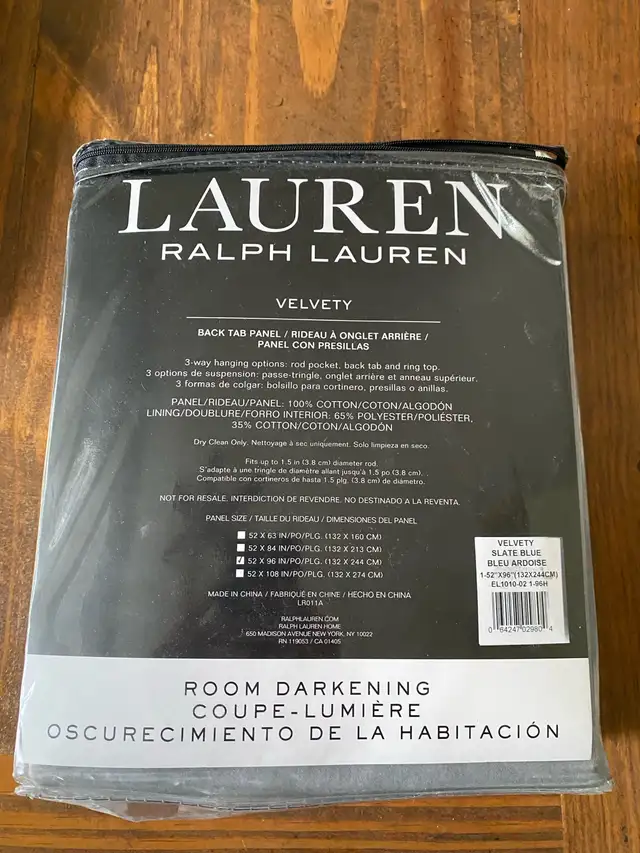 LAUREN
RALPH LAUREN
VELVETY
BACK TAB PANEL / RIDEAU À ONGLET ARRIÈRE /
PANEL CON PRESILLAS
3-way hanging options: rod pocket. back tab and ring top.
3 options de suspension: passe-tringle, onglet arrière et anneau supérieur.
3 formas de colgar: bolsillo para cortinero, presillas o anillas.
PANEL/RIDEAU/PANEL: 100% COTTON/COTON/ALGODÓN
LINING/DOUBLURE/FORRO INTERIOR: 65% POLYESTER/POLIÉSTER,
35% COTTON/COTON/ALGODÓN
Dry Clean Only. Nettoyage à sec uniquement. Solo limpieza en seco.
Fits up to 1.5 in (3.8 cm) diameter rod.
S'adapte à une tringle de diamètre allant jusqu'à 1.5 po (3.8 cm).
Compatible con cortineros de hasta 1.5 plg. (3.8 cm) de diámetro.
NOT FOR RESALE. INTERDICTION DE REVENDRE. NO DESTINADO A LA REVENTA.
PANEL SIZE / TAILLE DU RIDEAU / DIMENSIONES DEL PANEL
52 X 63 IN/PO/PLG. (132 X 160 CM)
52 X 84 IN/PO/PLG. (132 X 213 CM)
52 X 96 IN/PO/PLG. (132 X 244 CM)
52 X 108 IN/PO/PLG. (132 X 274 CM)
MADE IN CHINA / FABRIQUÉ EN CHINE / HECHO EN CHINA
LR011A
RALPHLAUREN.COM
RALPH LAUREN HOME
650 MADISON AVENUE NEW YORK, NY 10022
RN 119053 / CA 01405
VELVETY
SLATE BLUE
BLEU ARDOISE
1-52"X96"(132X244CM)
EL1010-02 1-96H
0 64247 02980 4
ROOM DARKENING
COUPE-LUMIÈRE
OSCURECIMIENTO DE LA HABITACIÓN